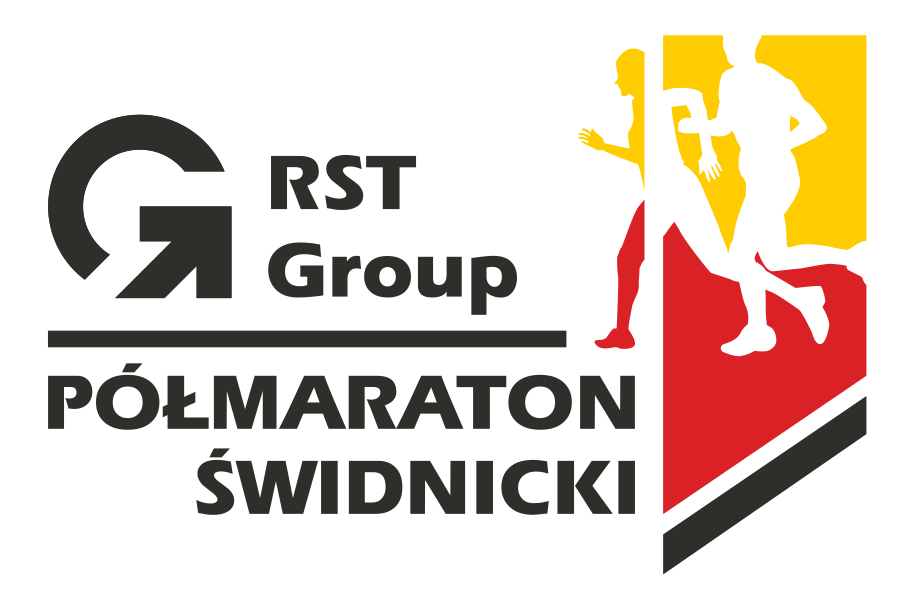 RST
Group
PÓŁMARATON
ŚWIDNICKI